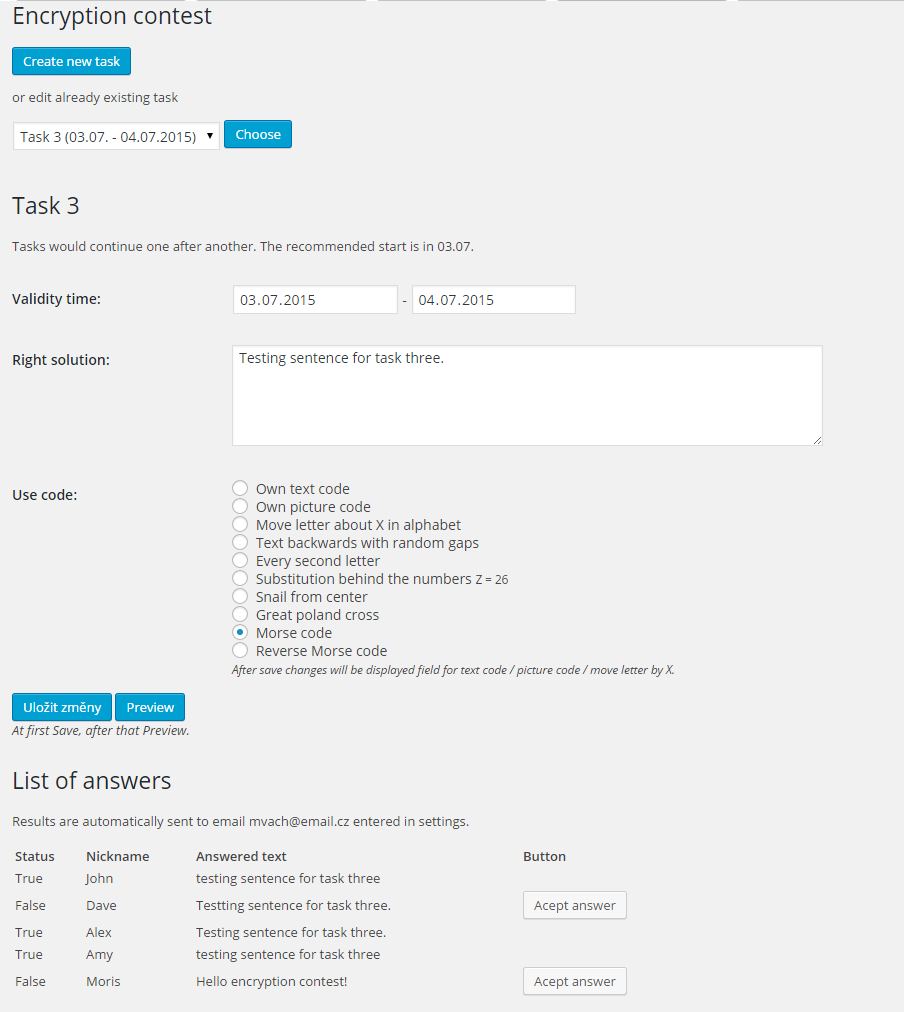 Encryption contest
Create new task
or edit already existing task
Task 3 (03.07. - 04.07.2015) Choose
Task 3
Tasks would continue one after another. The recommended start is in 03.07.
Validity time: 03.07.2015 - 04.07.2015
Right solution: Testing sentence for task three.
Use code:
Own text code
Own picture code
Move letter about X in alphabet
Text backwards with random gaps
Every second letter
Substitution behind the numbers Z = 26
Snail from center
Great poland cross
Morse code
Reverse Morse code
After save changes will be displayed field for text code / picture code / move letter by X.
Uložit změny Preview
At first Save, after that Preview.
List of answers
Results are automatically sent to email mvach@email.cz entered in settings.
Status Nickname Answered text Button
True John testing sentence for task three
False Dave Testting sentence for task three. Acept answer
True Alex Testing sentence for task three.
True Amy testing sentence for task three
False Moris Hello encryption contest! Acept answer